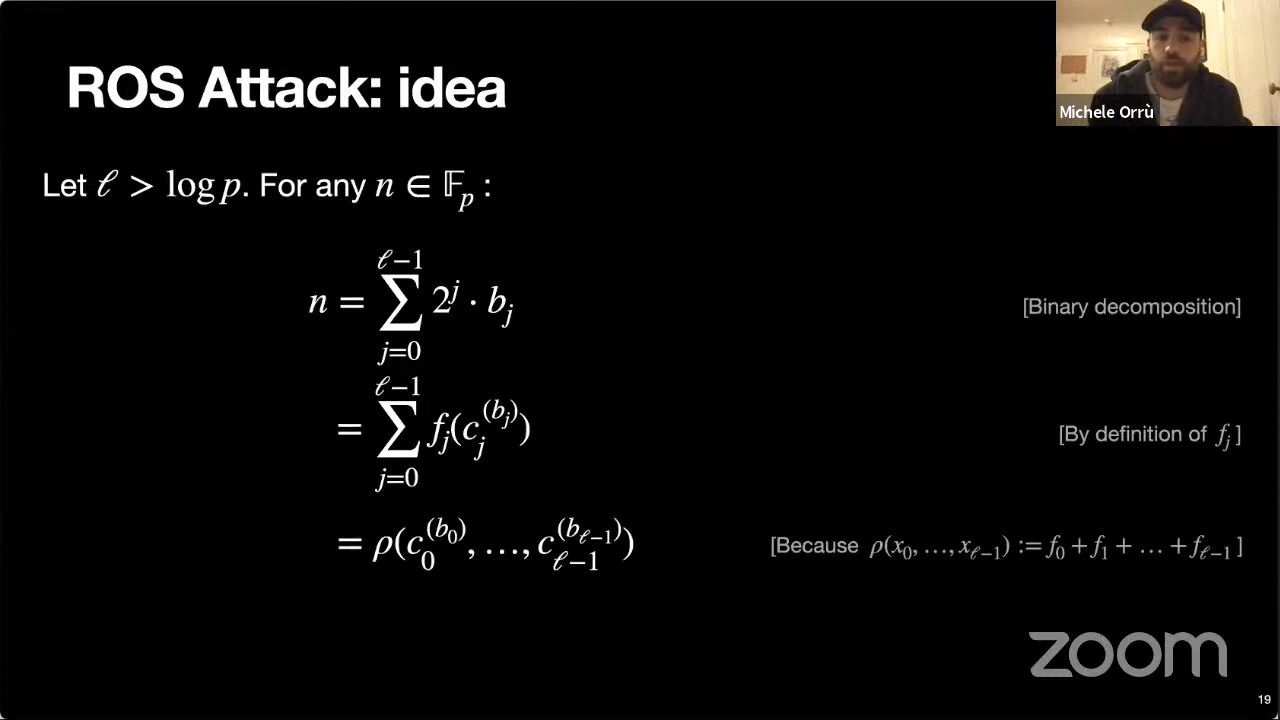 ROS Attack: idea
Michele Orrù
Let ℓ > log p. For any n ∈ 𝔽_p :
n = ∑_{j=0}^{ℓ−1} 2^j · b_j [Binary decomposition]
= ∑_{j=0}^{ℓ−1} f_j(c_j^{(b_j)}) [By definition of f_j ]
= ρ(c_0^{(b_0)}, …, c_{ℓ−1}^{(b_{ℓ−1})}) [Because ρ(x_0, …, x_{ℓ−1}) := f_0 + f_1 + … + f_{ℓ−1} ]
zoom
19